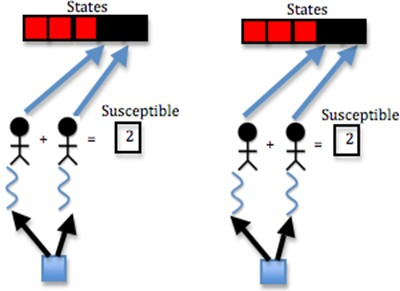 States
Susceptible
+ = 2
States
Susceptible
+ = 2